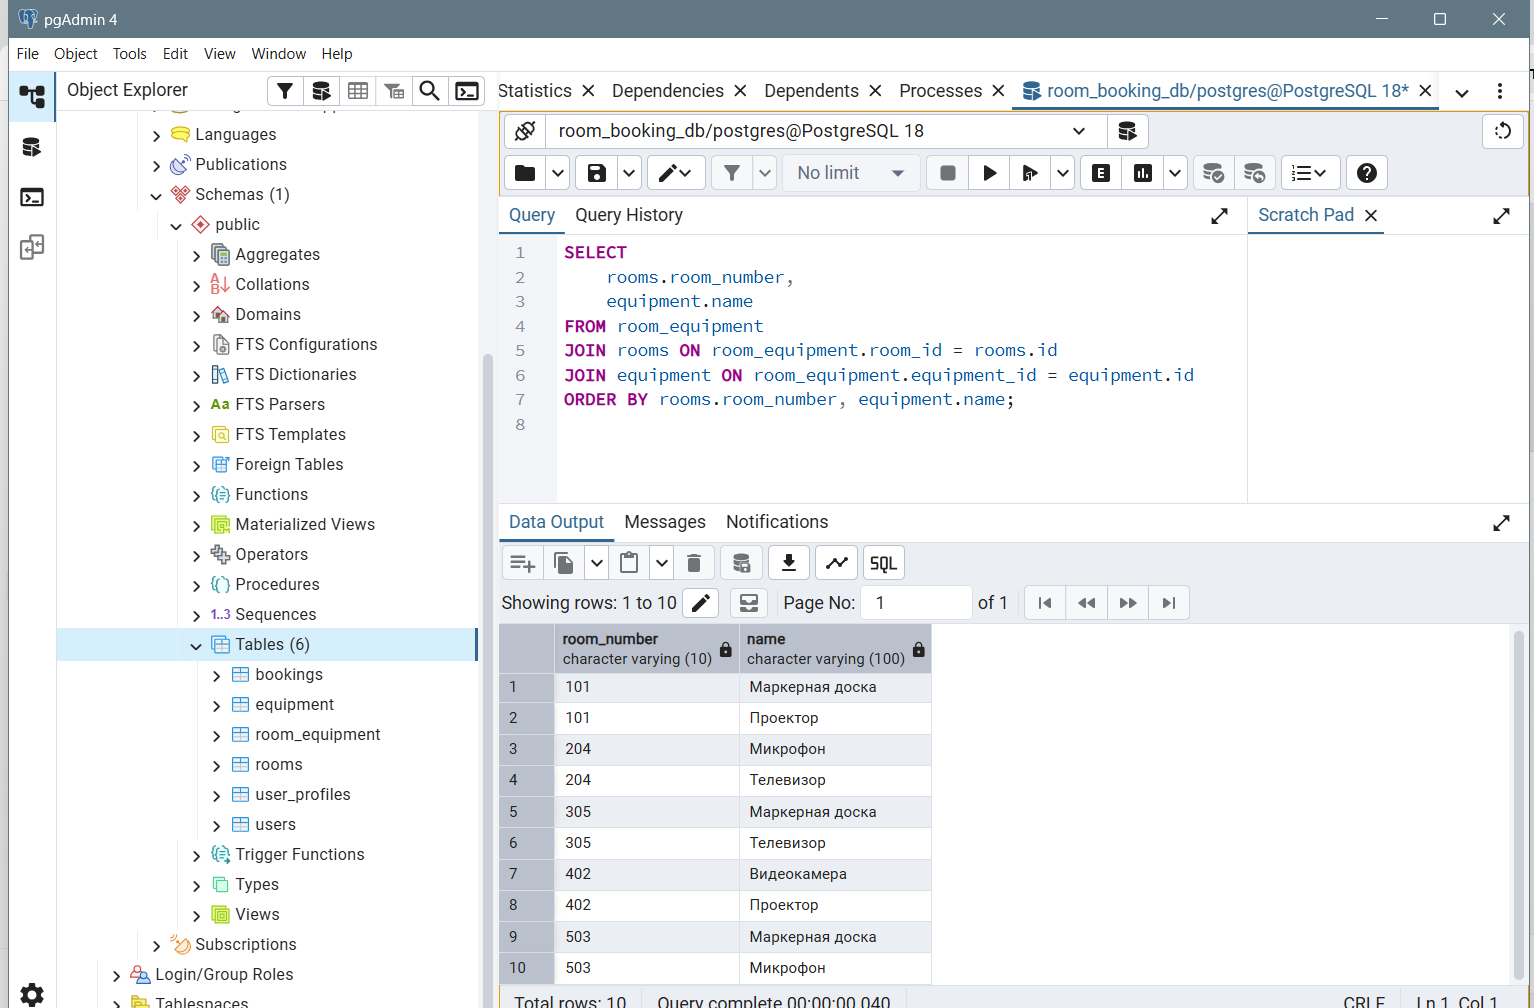 pgAdmin 4
File Object Tools Edit View Window Help
Object Explorer
Statistics Dependencies Dependents Processes room_booking_db/postgres@PostgreSQL 18*
Languages
Publications
Schemas (1)
public
Aggregates
Collations
Domains
FTS Configurations
FTS Dictionaries
Aa FTS Parsers
FTS Templates
Foreign Tables
Functions
Materialized Views
Operators
Procedures
1..3 Sequences
Tables (6)
bookings
equipment
room_equipment
rooms
user_profiles
users
Trigger Functions
Types
Views
Subscriptions
Login/Group Roles
Tablespaces
room_booking_db/postgres@PostgreSQL 18
No limit
E
Query Query History
Scratch Pad
1 SELECT
2 rooms.room_number,
3 equipment.name
4 FROM room_equipment
5 JOIN rooms ON room_equipment.room_id = rooms.id
6 JOIN equipment ON room_equipment.equipment_id = equipment.id
7 ORDER BY rooms.room_number, equipment.name;
8
Data Output Messages Notifications
SQL
Showing rows: 1 to 10 Page No: 1 of 1
room_number name
character varying (10) character varying (100)
1 101 Маркерная доска
2 101 Проектор
3 204 Микрофон
4 204 Телевизор
5 305 Маркерная доска
6 305 Телевизор
7 402 Видеокамера
8 402 Проектор
9 503 Маркерная доска
10 503 Микрофон
Total rows: 10 Query complete 00:00:00.040 CRLF Ln 1, Col 1